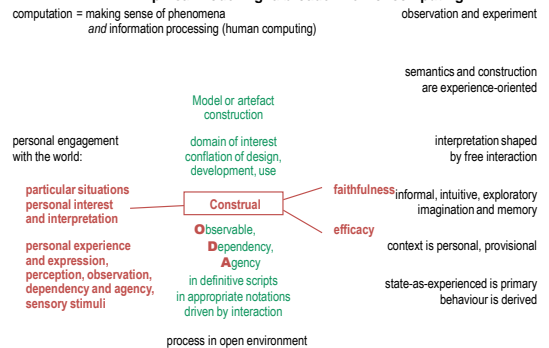 computation = making sense of phenomena
and information processing (human computing)
observation and experiment
semantics and construction
are experience-oriented
Model or artefact
construction
personal engagement
with the world:
domain of interest
conflation of design,
development, use
interpretation shaped
by free interaction
particular situations
personal interest
and interpretation
Construal
faithfulness
efficacy
informal, intuitive, exploratory
imagination and memory
Observable,
Dependency,
Agency
context is personal, provisional
personal experience
and expression,
perception, observation,
dependency and agency,
sensory stimuli
in definitive scripts
in appropriate notations
driven by interaction
state-as-experienced is primary
behaviour is derived
process in open environment